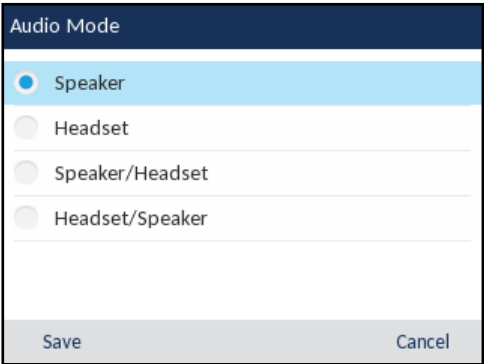 Audio Mode
Speaker
Headset
Speaker/Headset
Headset/Speaker
Save Cancel